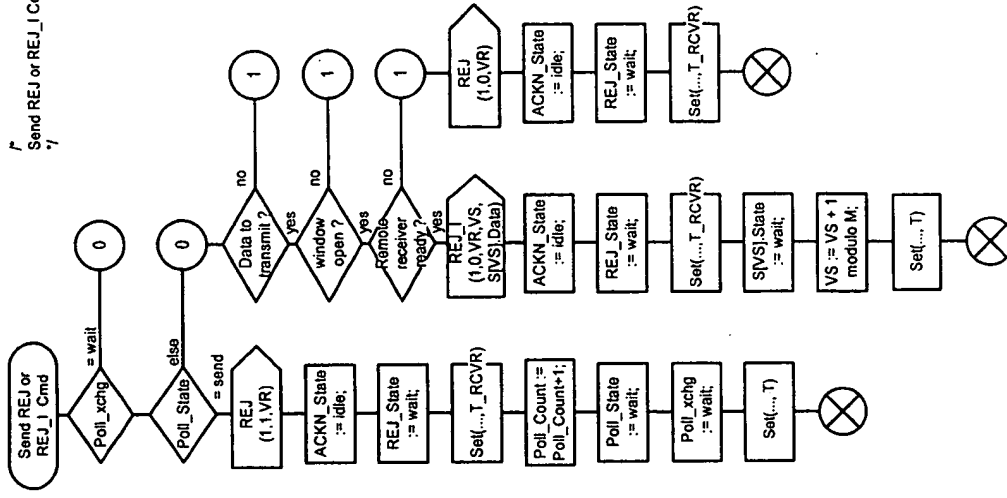 /*
Send REJ or REJ_I Co
*/
Send REJ or
REJ_I Cmd
Poll_xchg
= wait
0
Poll_State
else
0
= send
REJ
(1,1,VR)
ACKN_State
:= idle;
REJ_State
:= wait;
Set(...,T_RCVR)
Poll_Count :=
Poll_Count+1;
Poll_State
:= wait;
Poll_xchg
:= wait;
Set(..., T)
Data to
transmit ?
no
1
yes
window
open ?
no
1
yes
Remote
receiver
ready ?
no
1
yes
REJ_I
(1,0,VR,VS,
S[VS].Data)
ACKN_State
:= idle;
REJ_State
:= wait;
Set(...,T_RCVR)
S[VS].State
:= wait;
VS := VS + 1
modulo M;
Set(..., T)
REJ
(1,0,VR)
ACKN_State
:= idle;
REJ_State
:= wait;
Set(...,T_RCVR)